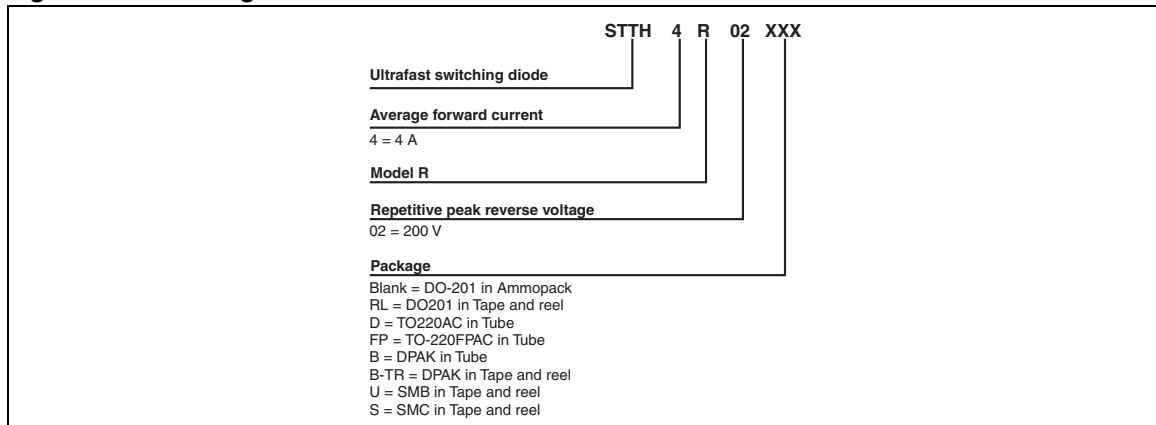 STTH 4 R 02 XXX
Ultrafast switching diode
Average forward current
4 = 4 A
Model R
Repetitive peak reverse voltage
02 = 200 V
Package
Blank = DO-201 in Ammopack
RL = DO201 in Tape and reel
D = TO220AC in Tube
FP = TO-220FPAC in Tube
B = DPAK in Tube
B-TR = DPAK in Tape and reel
U = SMB in Tape and reel
S = SMC in Tape and reel